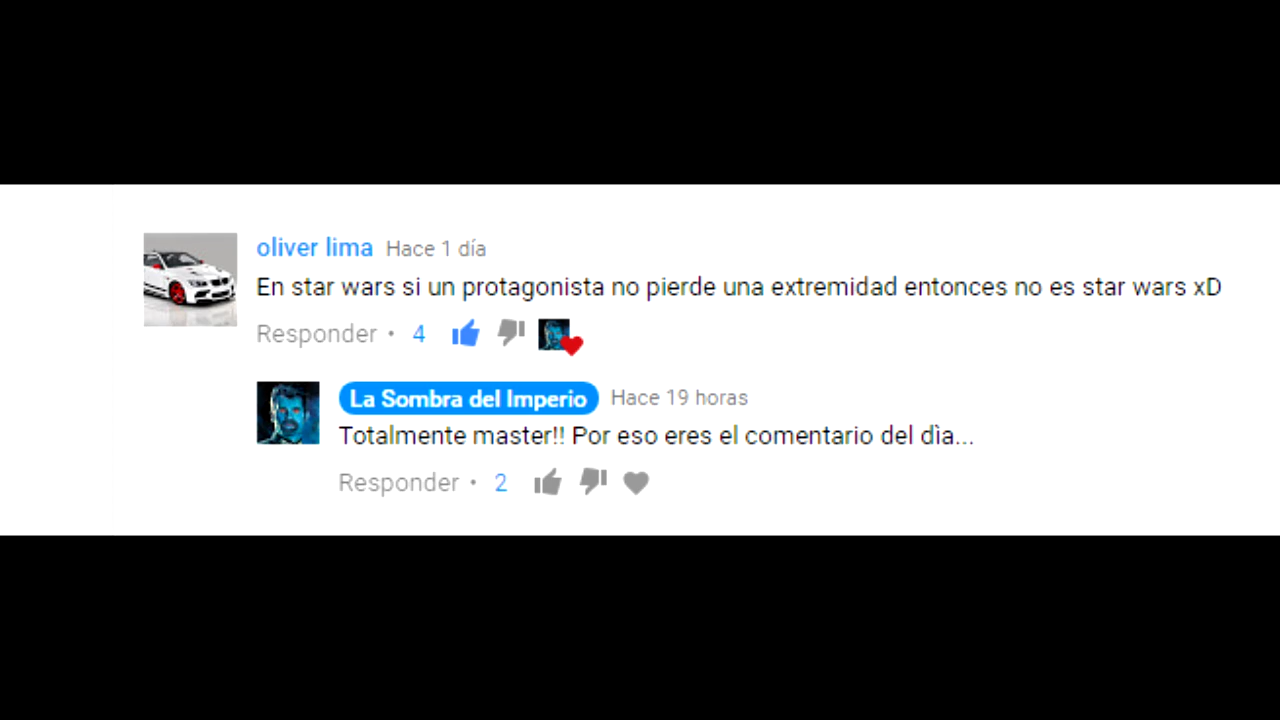 oliver lima Hace 1 día
En star wars si un protagonista no pierde una extremidad entonces no es star wars xD
Responder • 4
La Sombra del Imperio Hace 19 horas
Totalmente master!! Por eso eres el comentario del dìa...
Responder • 2